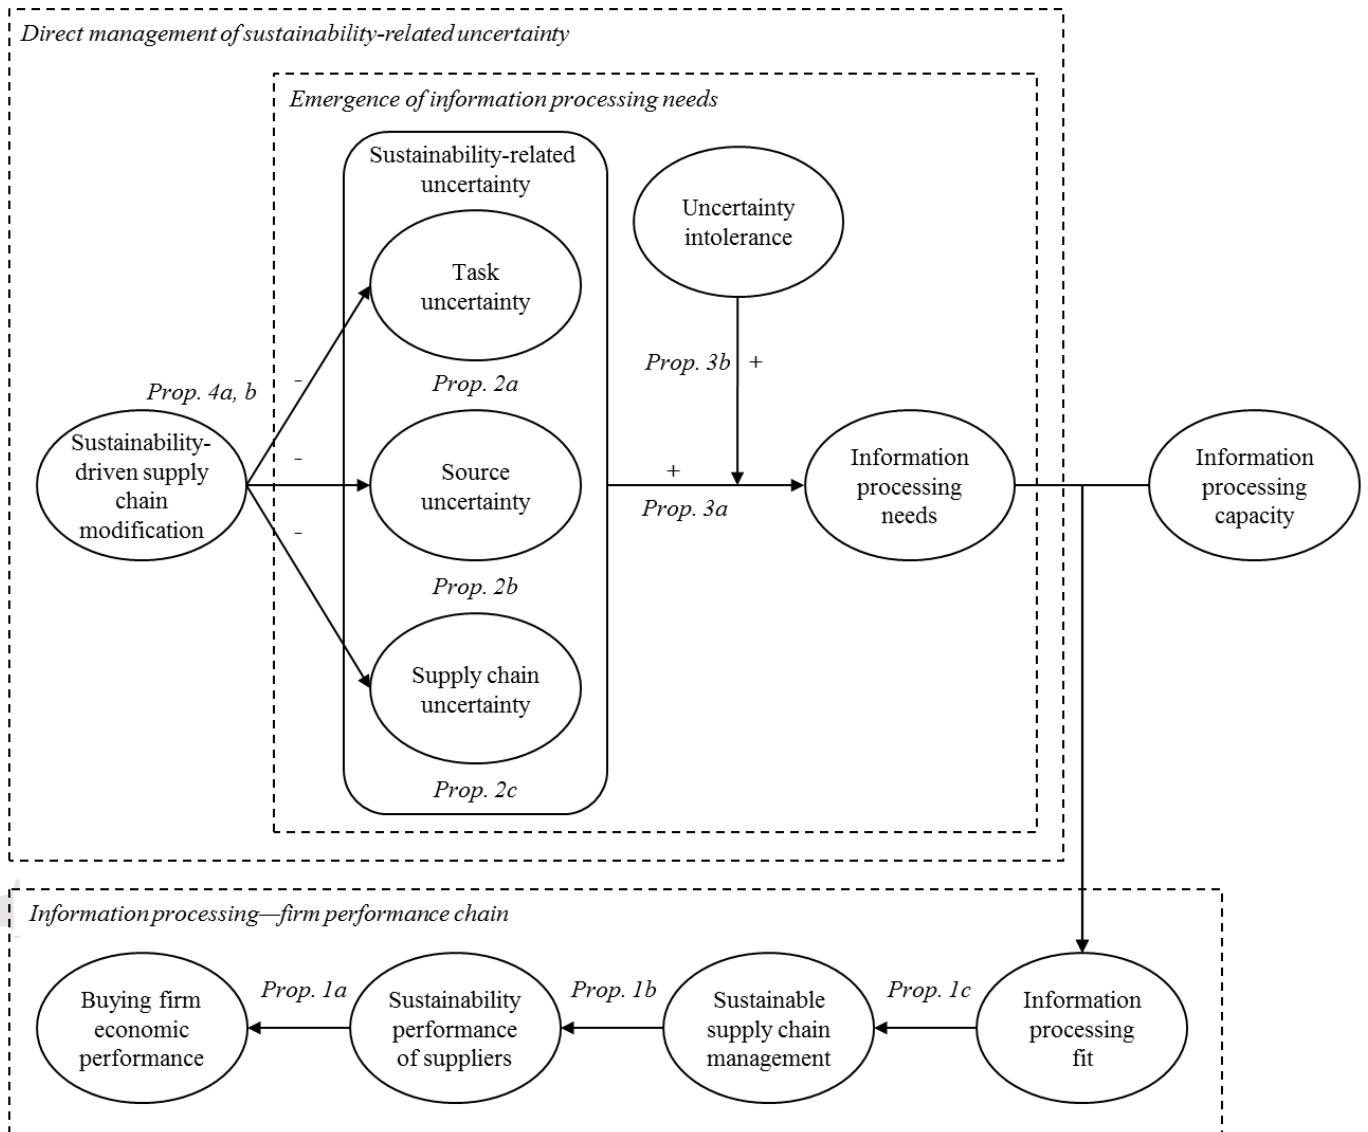 Direct management of sustainability-related uncertainty
Emergence of information processing needs
Sustainability-related
uncertainty
Uncertainty
intolerance
Task
uncertainty
Prop. 3b +
Prop. 2a
Prop. 4a, b
-
Sustainability-
driven supply
chain
modification
-
Source
uncertainty
+
Prop. 3a
Information
processing
needs
Information
processing
capacity
-
Prop. 2b
Supply chain
uncertainty
Prop. 2c
Information processing—firm performance chain
Buying firm
economic
performance
Prop. 1a
Sustainability
performance
of suppliers
Prop. 1b
Sustainable
supply chain
management
Prop. 1c
Information
processing
fit